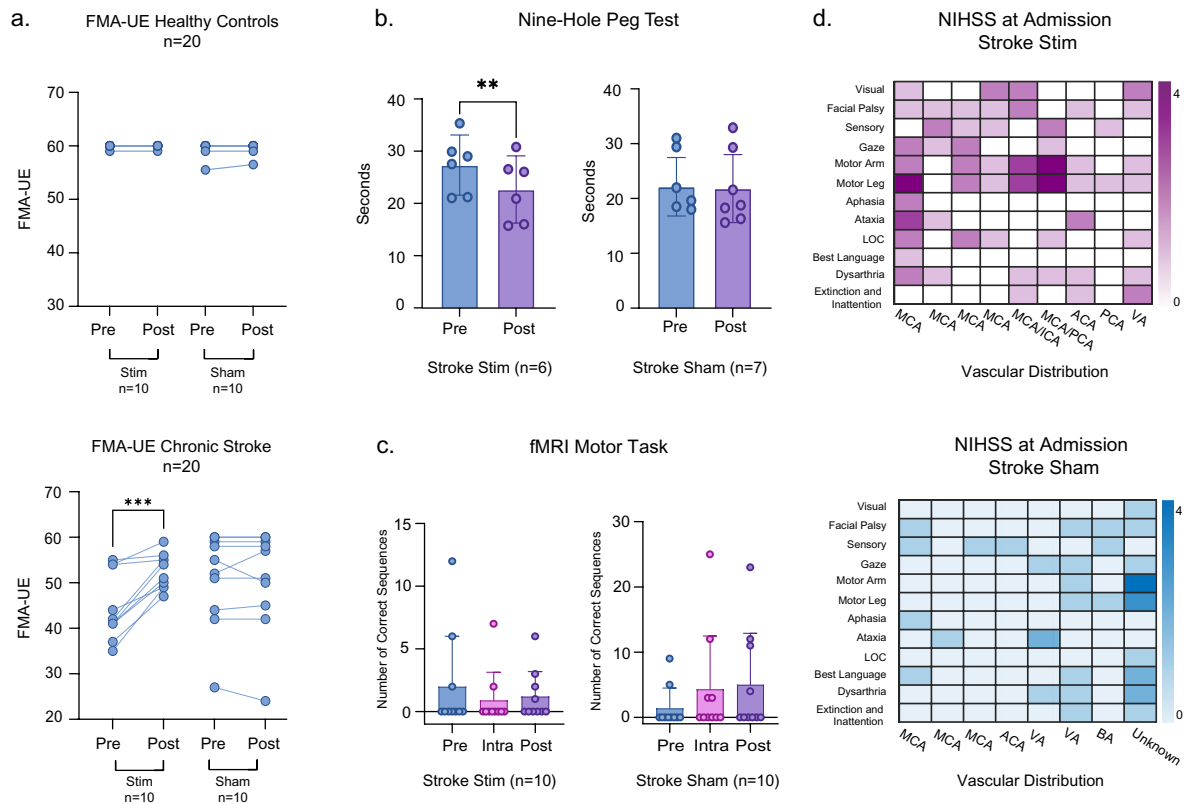 a.
FMA-UE Healthy Controls
n=20
FMA-UE
70
60
50
40
30
Pre
Post
Pre
Post
Stim
n=10
Sham
n=10
FMA-UE Chronic Stroke
n=20
FMA-UE
70
60
50
40
30
20
***
Pre
Post
Pre
Post
Stim
n=10
Sham
n=10
b.
Nine-Hole Peg Test
Seconds
40
30
20
10
0
**
Pre
Post
Stroke Stim (n=6)
Seconds
40
30
20
10
0
Pre
Post
Stroke Sham (n=7)
c.
fMRI Motor Task
Number of Correct Sequences
15
10
5
0
Pre
Intra
Post
Stroke Stim (n=10)
Number of Correct Sequences
30
20
10
0
Pre
Intra
Post
Stroke Sham (n=10)
d.
NIHSS at Admission
Stroke Stim
Visual
Facial Palsy
Sensory
Gaze
Motor Arm
Motor Leg
Aphasia
Ataxia
LOC
Best Language
Dysarthria
Extinction and
Inattention
MCA
MCA
MCA
MCA
MCA/ICA
MCA/PCA
ACA
PCA
VA
4
0
Vascular Distribution
NIHSS at Admission
Stroke Sham
Visual
Facial Palsy
Sensory
Gaze
Motor Arm
Motor Leg
Aphasia
Ataxia
LOC
Best Language
Dysarthria
Extinction and
Inattention
MCA
MCA
MCA
ACA
VA
VA
BA
Unknown
4
0
Vascular Distribution